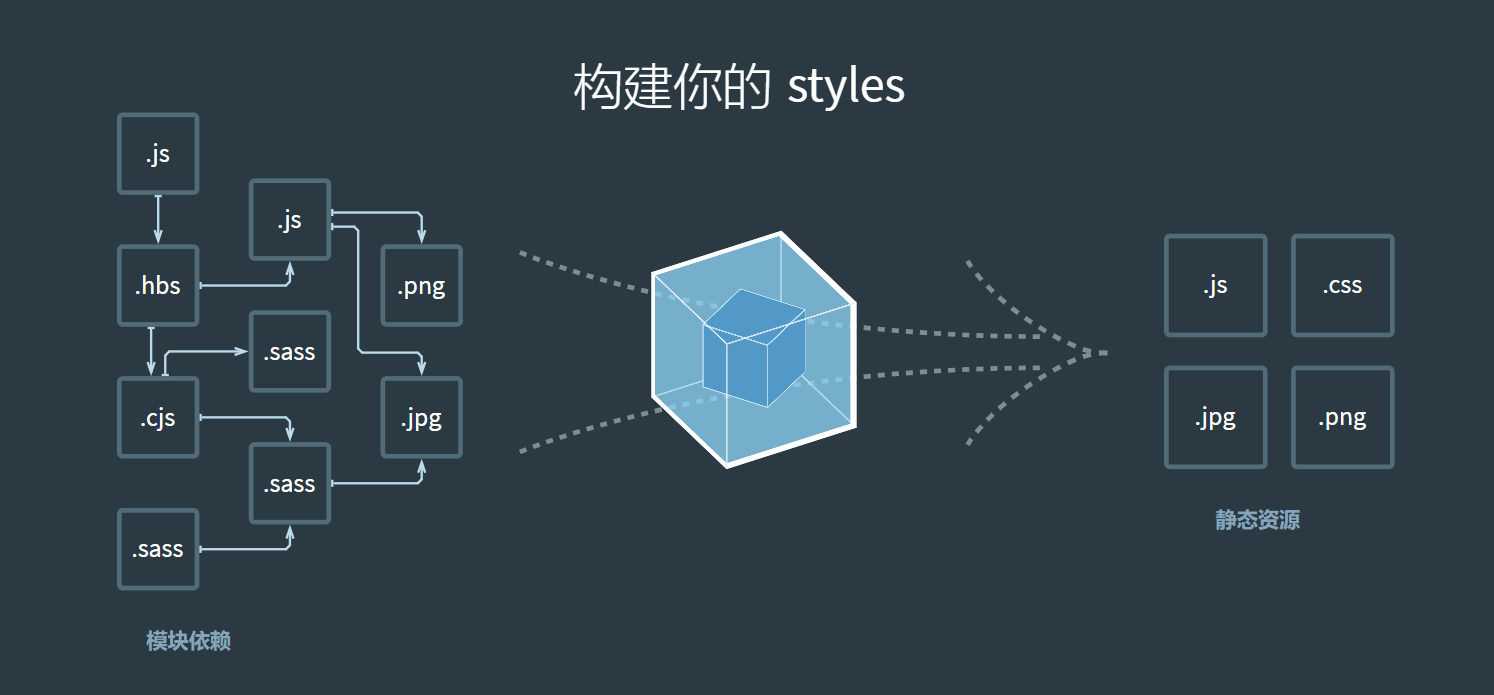 构建你的 styles
.js
.js
.hbs
.png
.sass
.cjs
.jpg
.sass
.sass
模块依赖
.js
.css
.jpg
.png
静态资源